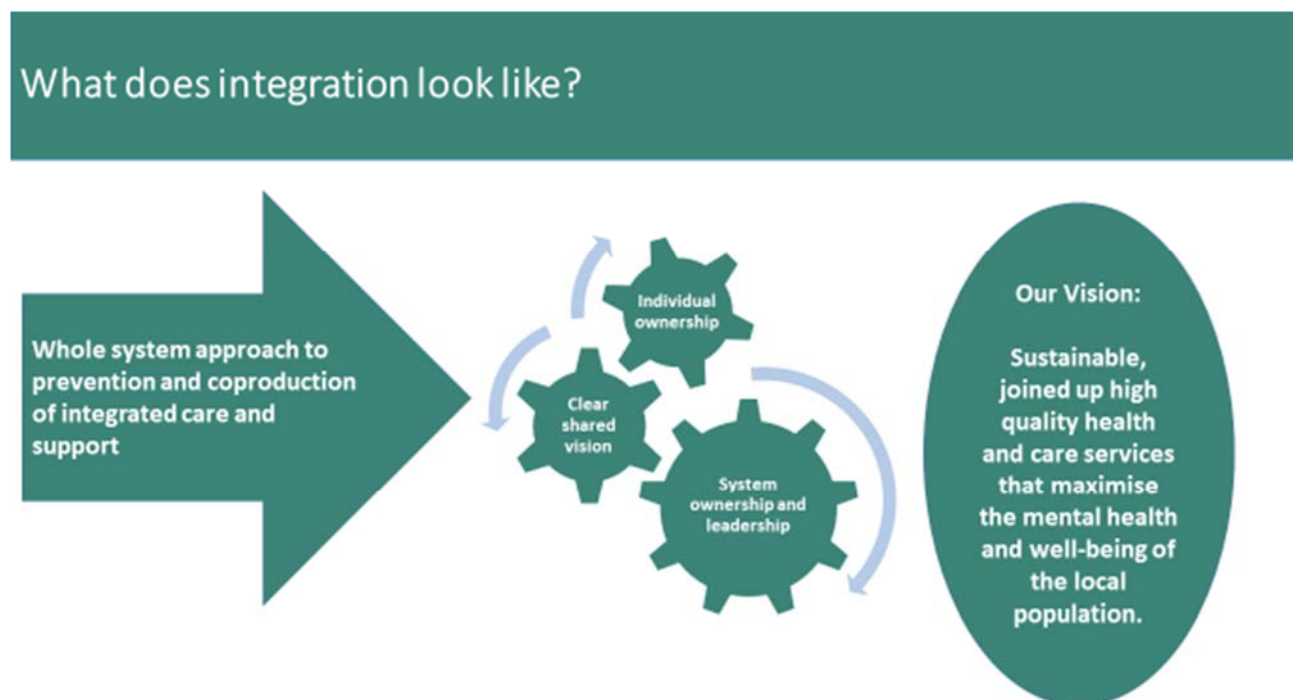 What does integration look like?
Whole system approach to
prevention and coproduction
of integrated care and
support
Individual
ownership
Clear
shared
vision
System
ownership and
leadership
Our Vision:
Sustainable,
joined up high
quality health
and care services
that maximise
the mental health
and well-being of
the local
population.